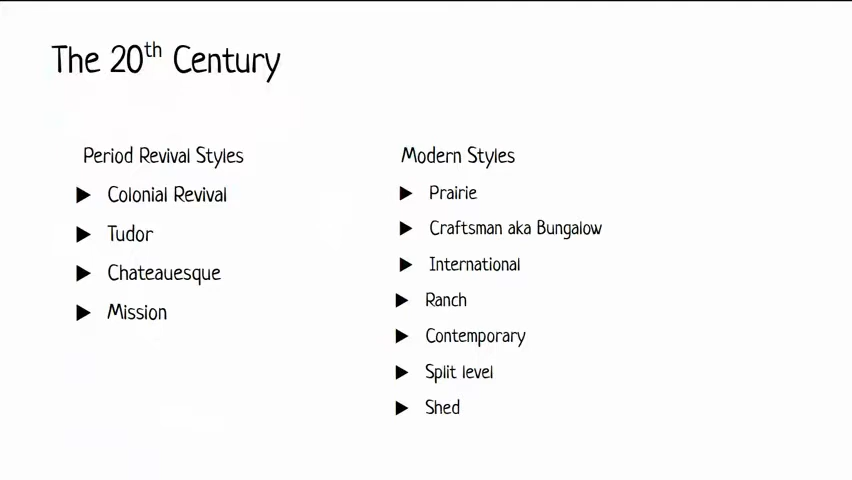 The 20th Century
Period Revival Styles
Colonial Revival
Tudor
Chateauesque
Mission
Modern Styles
Prairie
Craftsman aka Bungalow
International
Ranch
Contemporary
Split level
Shed